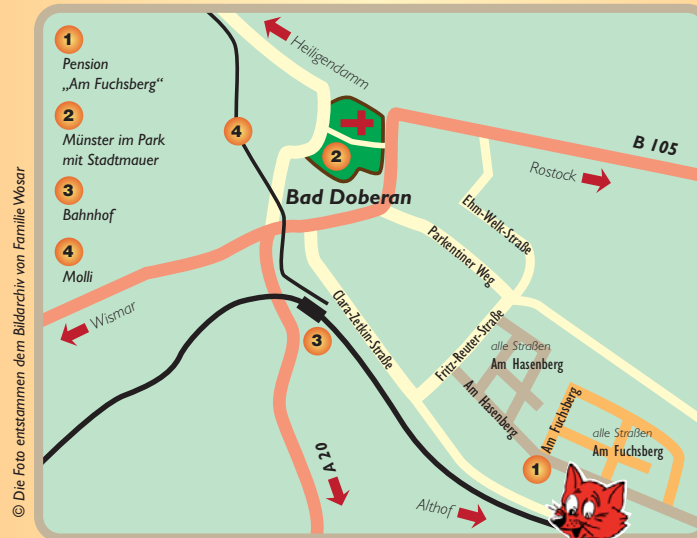 1
Pension
„Am Fuchsberg“
2
Münster im Park
mit Stadtmauer
3
Bahnhof
4
Molli
© Die Foto entstammen dem Bildarchiv von Familie Wosar
Heiligendamm
4
2
B 105
Rostock
Bad Doberan
Ehm-Welk-Straße
Parkentiner Weg
Wismar
Clara-Zetkin-Straße
3
Fritz-Reuter-Straße
alle Straßen
Am Hasenberg
Am Hasenberg
Am Fuchsberg
alle Straßen
Am Fuchsberg
A 20
1
Althof